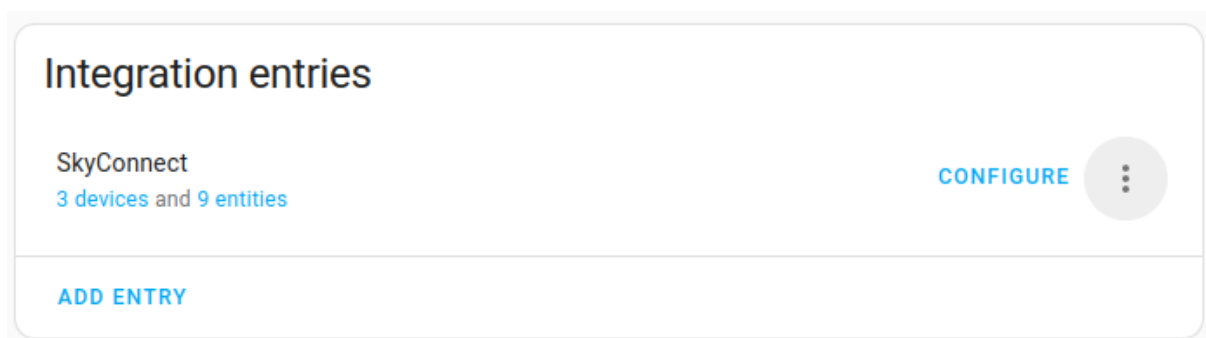 Integration entries
SkyConnect
3 devices and 9 entities
CONFIGURE
ADD ENTRY